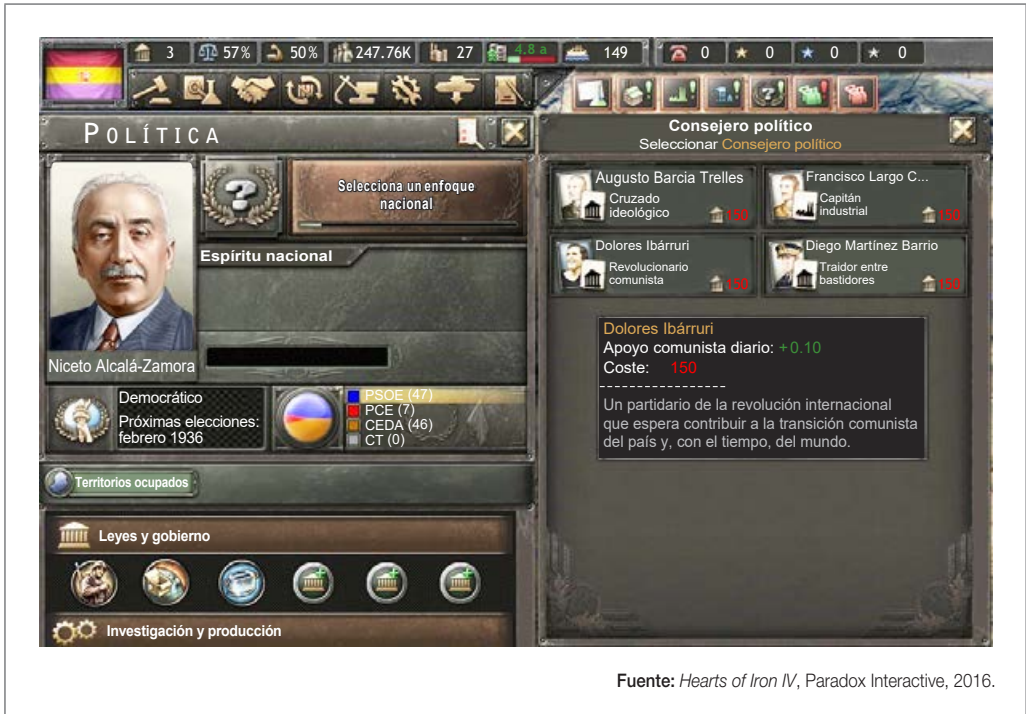 3 57% 50% 247.76K 27 4.8 a 149 0 0 0 0
POLÍTICA
Selecciona un enfoque
nacional
Espíritu nacional
Niceto Alcalá-Zamora
Democrático
Próximas elecciones:
febrero 1936
PSOE (47)
PCE (7)
CEDA (46)
CT (0)
Territorios ocupados
Leyes y gobierno
Investigación y producción
Consejero político
Seleccionar Consejero político
Augusto Barcia Trelles
Cruzado
ideológico
150
Francisco Largo C...
Capitán
industrial
150
Dolores Ibárruri
Revolucionario
comunista
150
Diego Martínez Barrio
Traidor entre
bastidores
150
Dolores Ibárruri
Apoyo comunista diario: +0.10
Coste: 150
-----------------
Un partidario de la revolución internacional
que espera contribuir a la transición comunista
del país y, con el tiempo, del mundo.
Fuente: Hearts of Iron IV, Paradox Interactive, 2016.